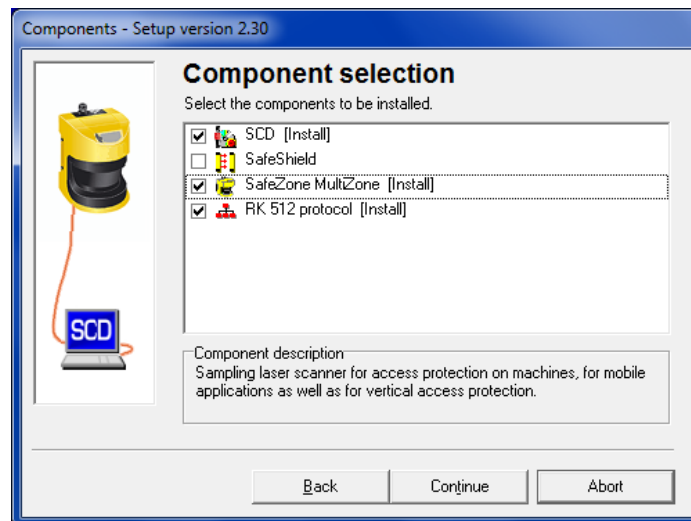 Components - Setup version 2.30
Component selection
Select the components to be installed.
SCD [Install]
SafeShield
SafeZone MultiZone [Install]
RK 512 protocol [Install]
SCD
Component description
Sampling laser scanner for access protection on machines, for mobile
applications as well as for vertical access protection.
Back
Continue
Abort